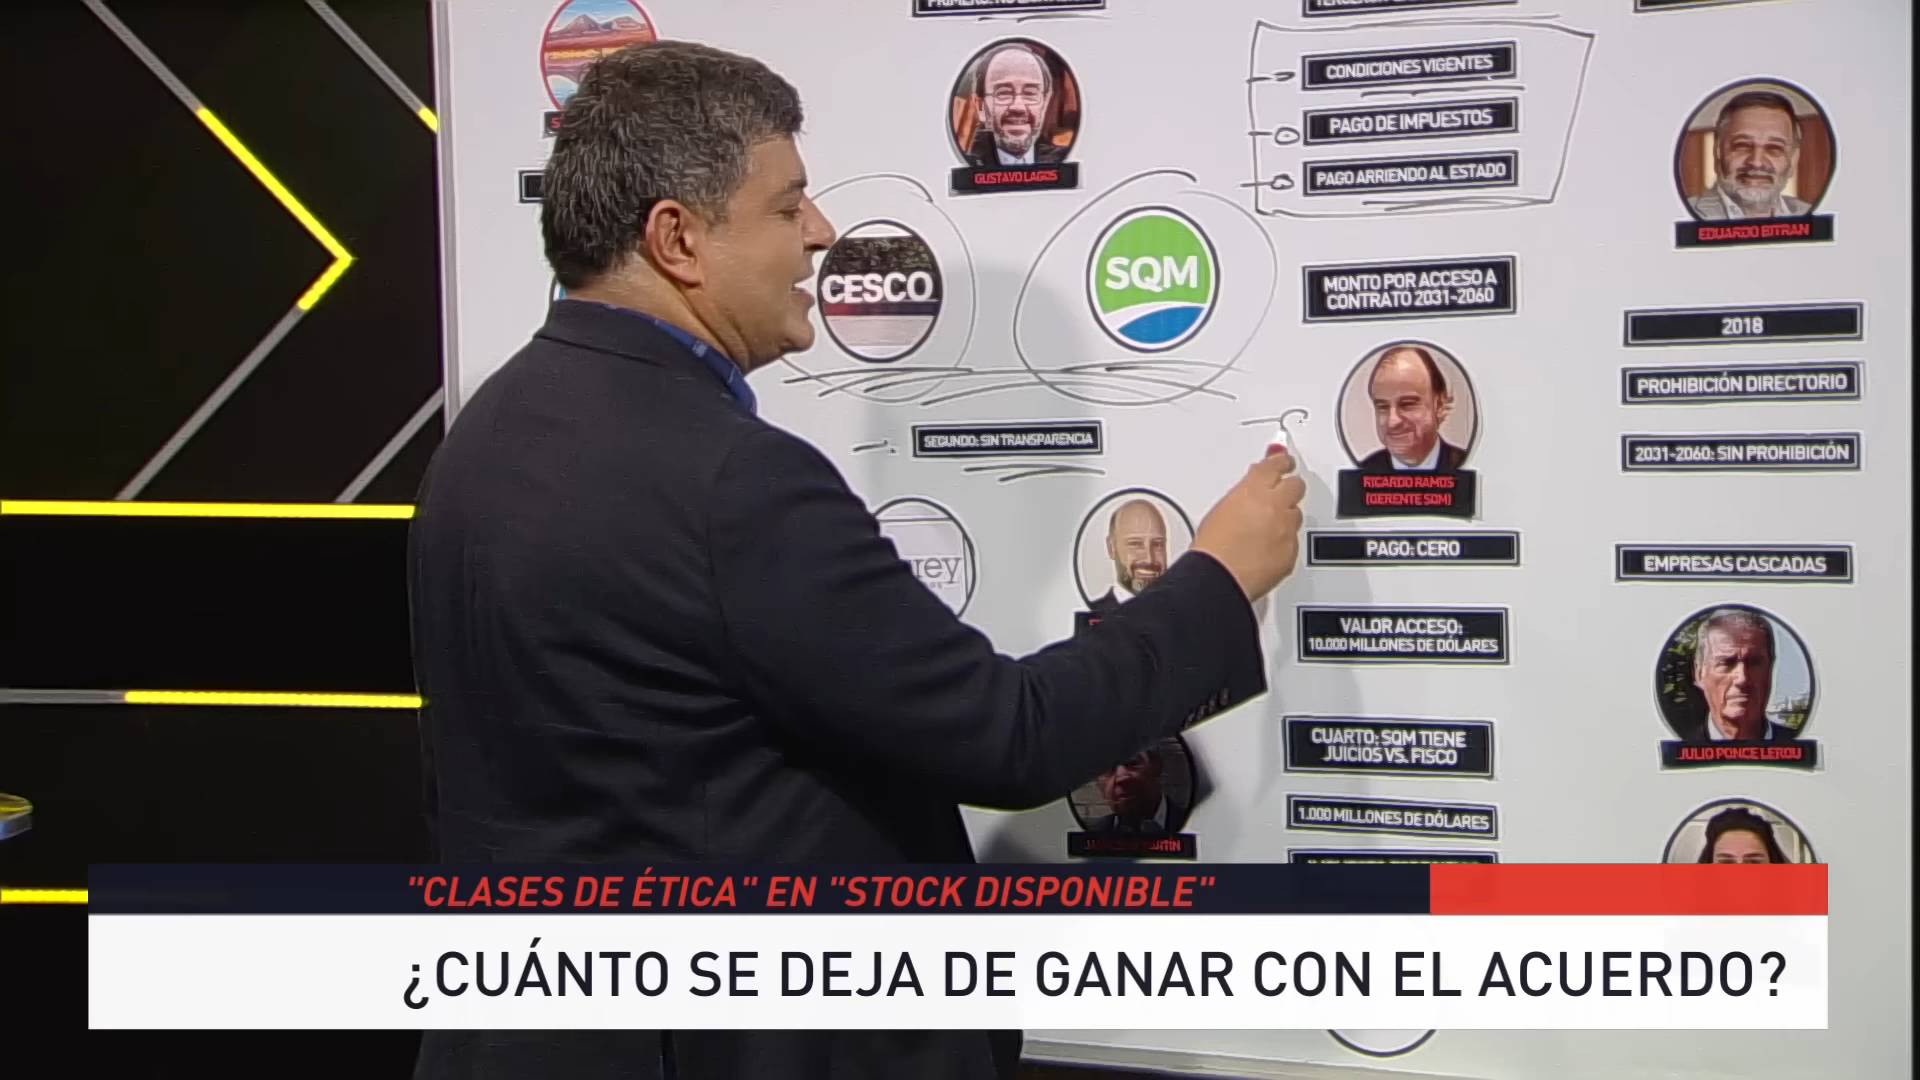 GUSTAVO LAGOS
CESCO
SQM
SEGUNDO: SIN TRANSPARENCIA
CONDICIONES VIGENTES
PAGO DE IMPUESTOS
PAGO ARRIENDO AL ESTADO
MONTO POR ACCESO A
CONTRATO 2031-2060
RICARDO RAMOS
(GERENTE SQM)
PAGO: CERO
VALOR ACCESO:
10.000 MILLONES DE DÓLARES
CUARTO: SQM TIENE
JUICIOS VS. FISCO
1.000 MILLONES DE DÓLARES
EDUARDO BITRAN
2018
PROHIBICIÓN DIRECTORIO
2031-2060: SIN PROHIBICIÓN
EMPRESAS CASCADAS
JULIO PONCE LEROU
"CLASES DE ÉTICA" EN "STOCK DISPONIBLE"
¿CUÁNTO SE DEJA DE GANAR CON EL ACUERDO?